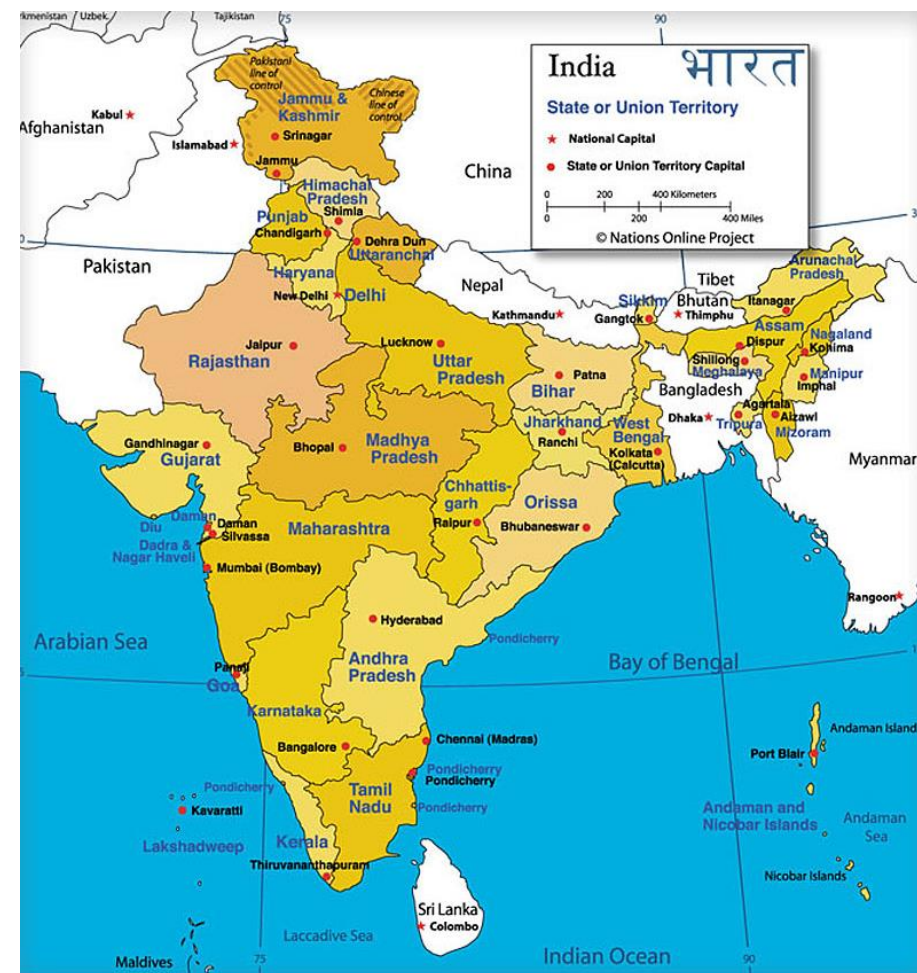 rkmenistan
Uzbek.
Tajikistan
75
90
India
भारत
State or Union Territory
National Capital
State or Union Territory Capital
0 200 400 Kilometers
0 200 400 Miles
© Nations Online Project
Pakistani
line of
control
Chinese
line of
control
Jammu &
Kashmir
Kabul
Afghanistan
Islamabad
Srinagar
Jammu
China
Himachal
Pradesh
Shimla
Punjab
Chandigarh
Dehra Dun
Uttaranchal
Pakistan
Haryana
New Delhi
Delhi
Nepal
Kathmandu
Tibet
Bhutan
Thimphu
Sikkim
Gangtok
Arunachal
Pradesh
Itanagar
Assam
Dispur
Nagaland
Kohima
Shillong
Meghalaya
Manipur
Imphal
Jaipur
Rajasthan
Lucknow
Uttar
Pradesh
Patna
Bihar
Bangladesh
Dhaka
Agartala
Tripura
Aizawl
Mizoram
Jharkhand
Ranchi
West
Bengal
Kolkata
(Calcutta)
Myanmar
Gandhinagar
Gujarat
Bhopal
Madhya
Pradesh
Chhattis-
garh
Raipur
Orissa
Bhubaneswar
Daman
Diu
Daman
Silvassa
Dadra &
Nagar Haveli
Maharashtra
Mumbai (Bombay)
Rangoon
Hyderabad
Pondicherry
Arabian Sea
Bay of Bengal
Andhra
Pradesh
Panaji
Goa
Karnataka
Bangalore
Chennai (Madras)
Andaman Island
Port Blair
Pondicherry
Pondicherry
Pondicherry
Tamil
Nadu
Pondicherry
Kavaratti
Lakshadweep
Andaman and
Nicobar Islands
Andaman
Sea
Kerala
Thiruvananthapuram
Nicobar Islands
Sri Lanka
Colombo
Laccadive Sea
Indian Ocean
Maldives
75
90